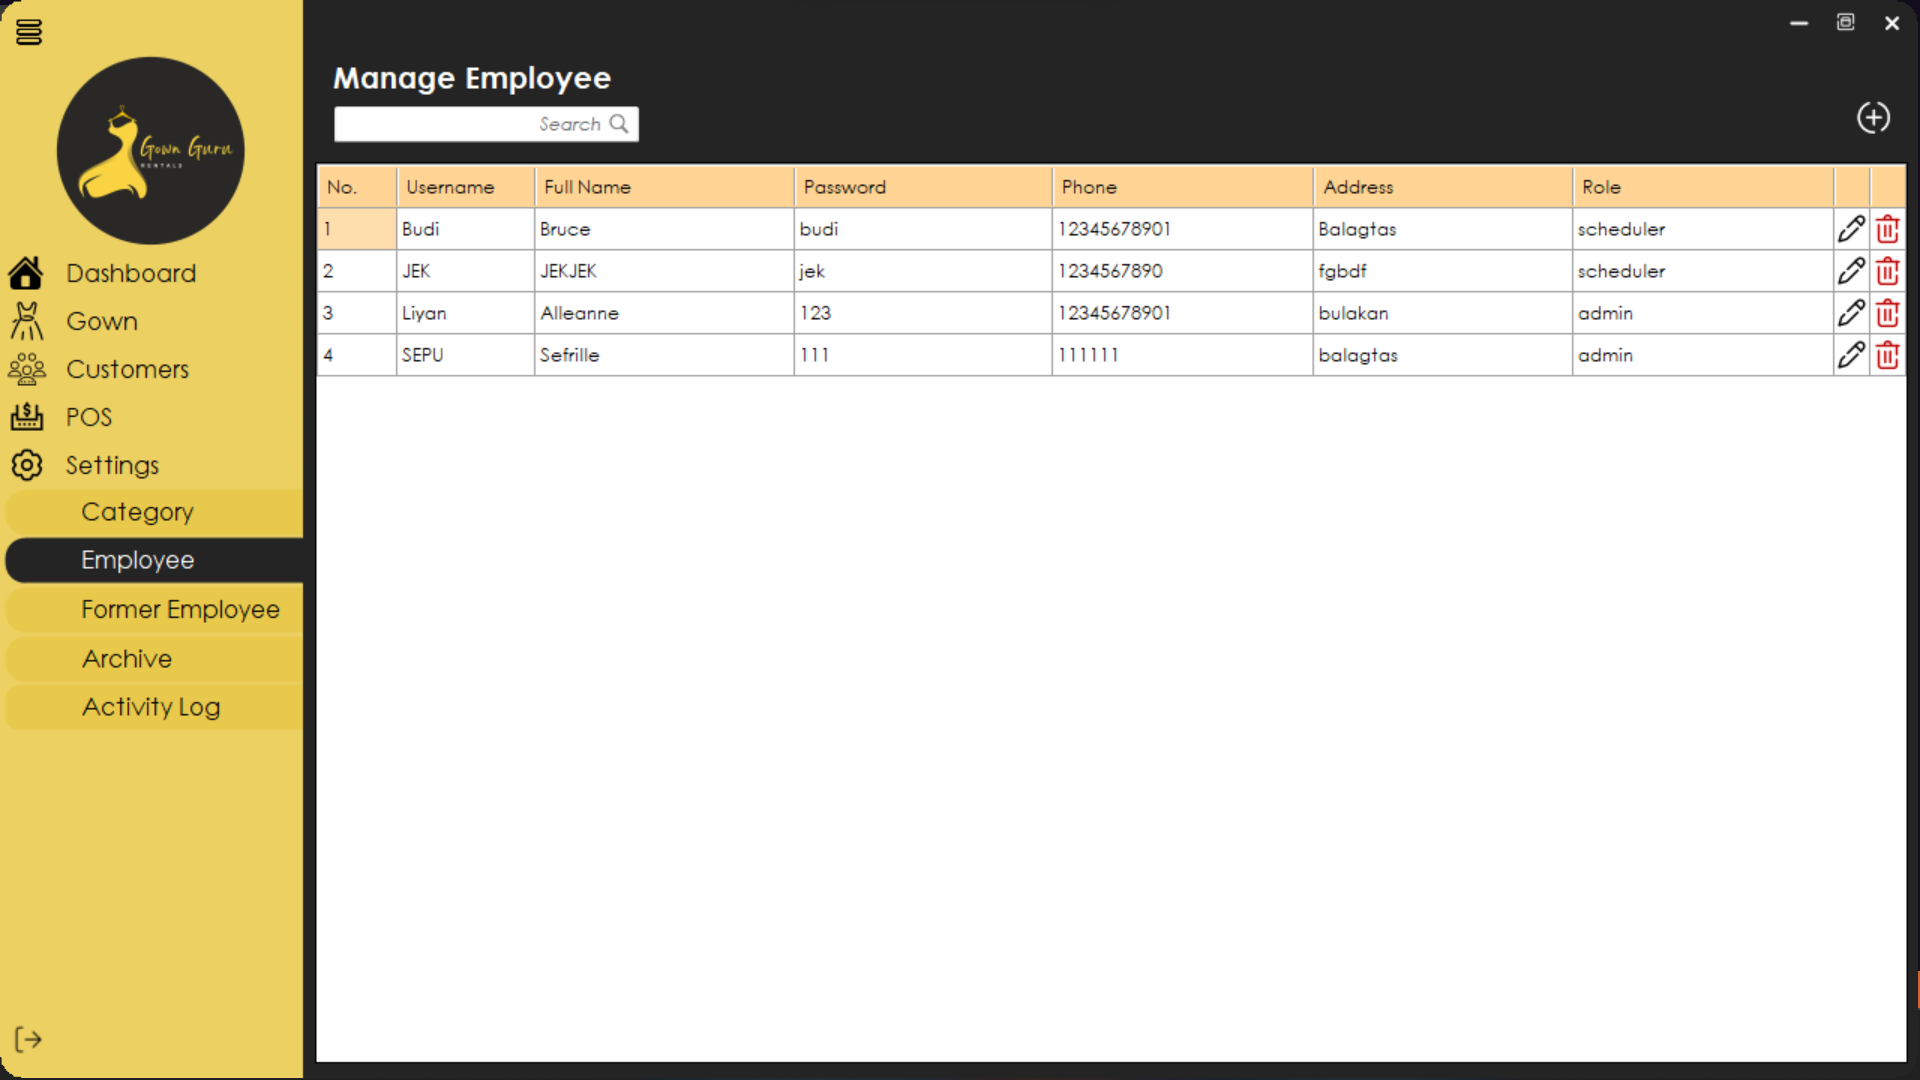 Gown Guru
RENTALS
Dashboard
Gown
Customers
POS
Settings
Category
Employee
Former Employee
Archive
Activity Log
Manage Employee
Search
No. Username Full Name Password Phone Address Role
1 Budi Bruce budi 12345678901 Balagtas scheduler
2 JEK JEKJEK jek 1234567890 fgbdf scheduler
3 Liyan Alleanne 123 12345678901 bulakan admin
4 SEPU Sefrille 111 111111 balagtas admin